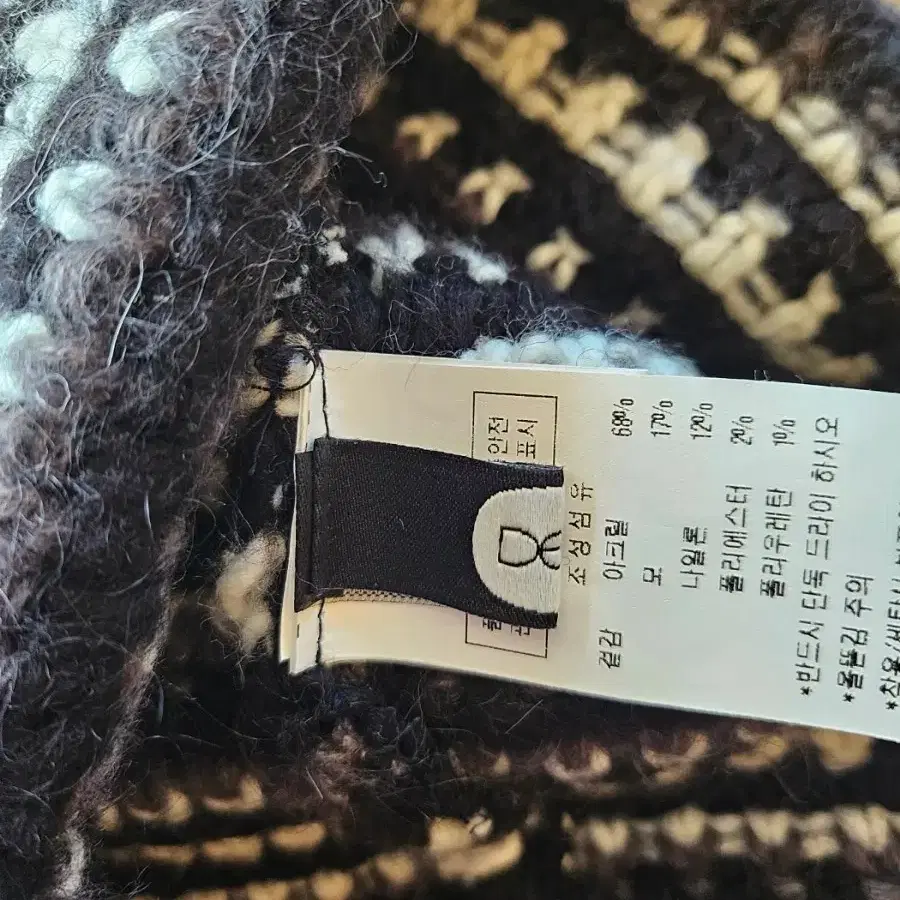 안전
표시
조성섬유
겉감 아크릴 68%
모 17%
나일론 12%
폴리에스터 2%
폴리우레탄 1%
*반드시 단독 드라이 하시오
*올뜯김 주의